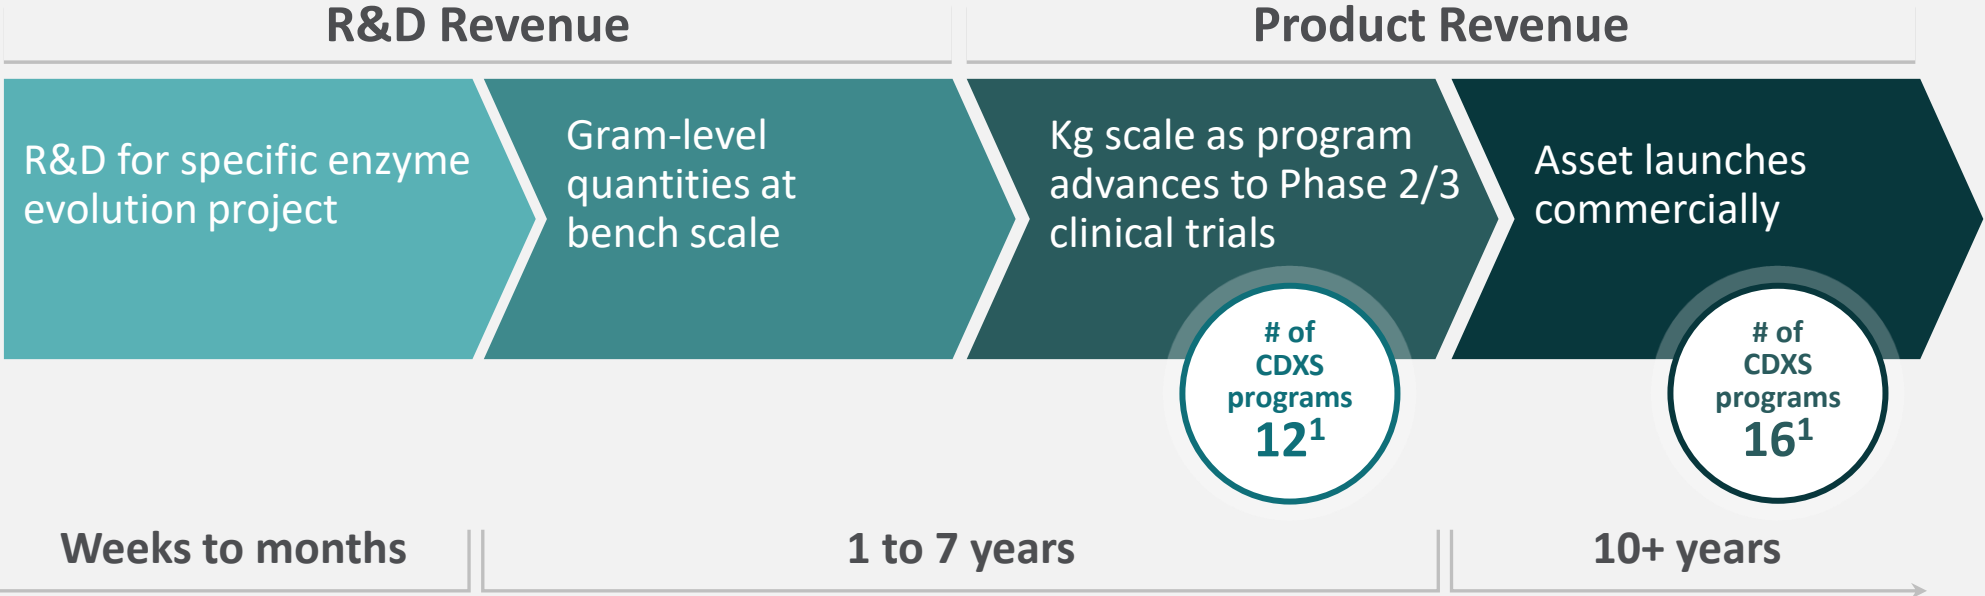 R&D Revenue
Product Revenue
R&D for specific enzyme
evolution project
Gram-level
quantities at
bench scale
Kg scale as program
advances to Phase 2/3
clinical trials
Asset launches
commercially
# of
CDXS
programs
12¹
# of
CDXS
programs
16¹
Weeks to months
1 to 7 years
10+ years